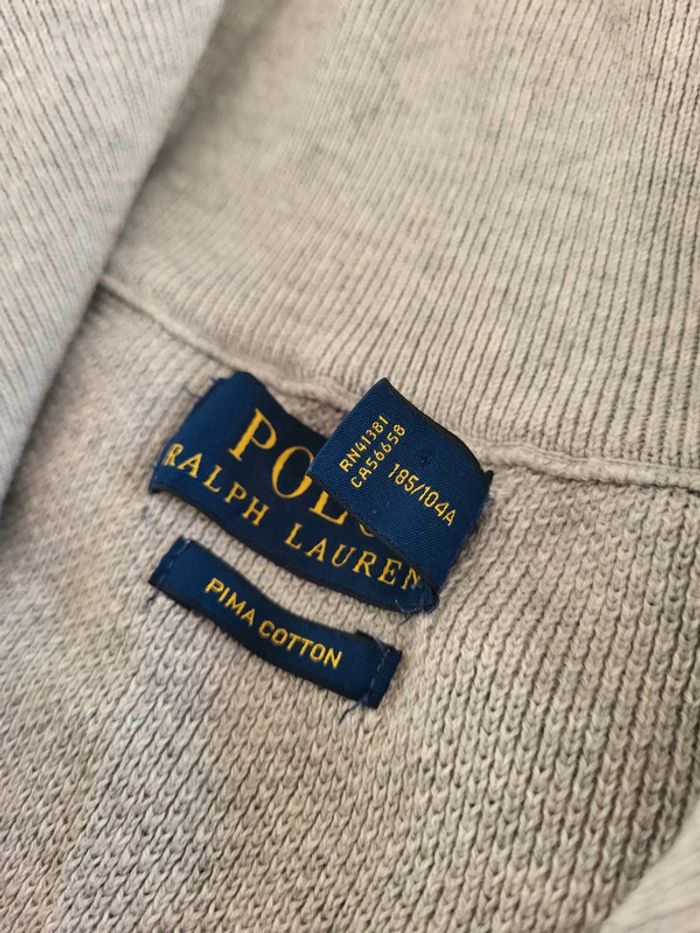 POLO
RALPH LAUREN
RN41381
CA56658
185/104A
PIMA COTTON